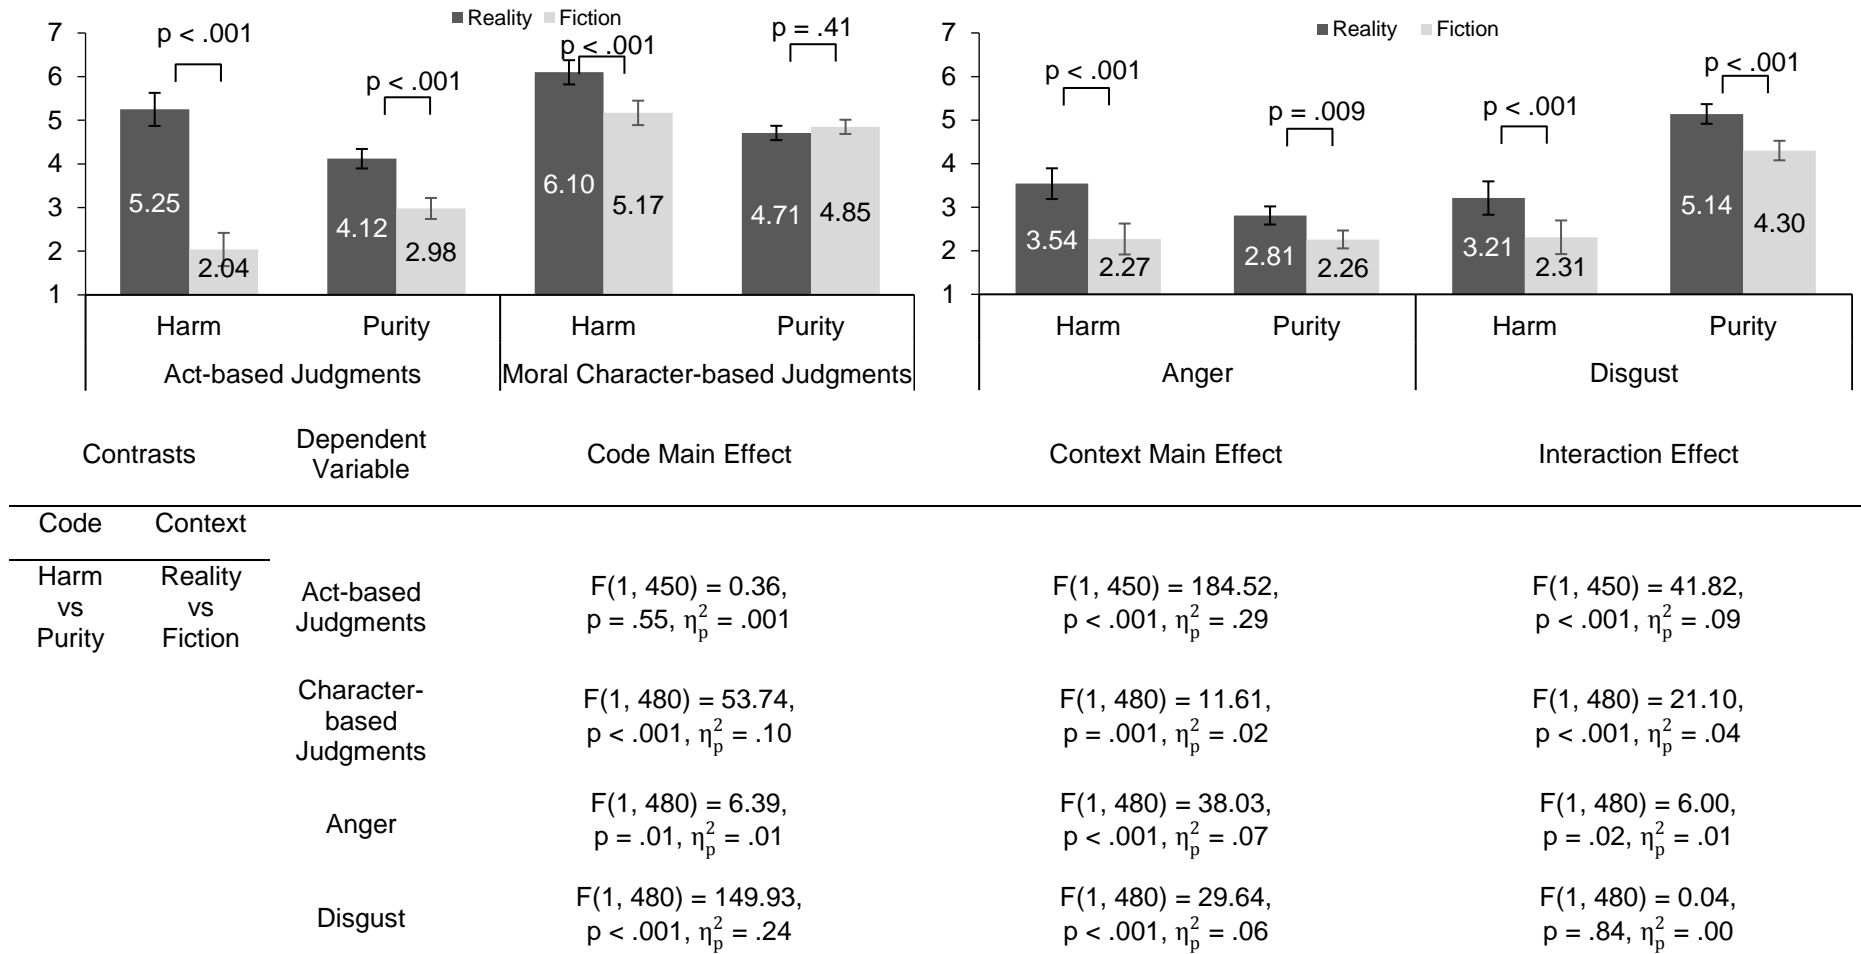 Reality Fiction
7
6
5
4
3
2
1
p < .001
p < .001
p < .001
p = .41
5.25
2.04
4.12
2.98
6.10
5.17
4.71
4.85
Harm Purity Harm Purity
Act-based Judgments Moral Character-based Judgments
Reality Fiction
7
6
5
4
3
2
1
p < .001
p = .009
p < .001
p < .001
3.54
2.27
2.81
2.26
3.21
2.31
5.14
4.30
Harm Purity Harm Purity
Anger Disgust
Contrasts
Dependent
Variable
Code Main Effect
Context Main Effect
Interaction Effect
Code Context
Harm
vs
Purity
Reality
vs
Fiction
Act-based
Judgments
F(1, 450) = 0.36,
p = .55, η²ₚ = .001
F(1, 450) = 184.52,
p < .001, η²ₚ = .29
F(1, 450) = 41.82,
p < .001, η²ₚ = .09
Character-
based
Judgments
F(1, 480) = 53.74,
p < .001, η²ₚ = .10
F(1, 480) = 11.61,
p = .001, η²ₚ = .02
F(1, 480) = 21.10,
p < .001, η²ₚ = .04
Anger
F(1, 480) = 6.39,
p = .01, η²ₚ = .01
F(1, 480) = 38.03,
p < .001, η²ₚ = .07
F(1, 480) = 6.00,
p = .02, η²ₚ = .01
Disgust
F(1, 480) = 149.93,
p < .001, η²ₚ = .24
F(1, 480) = 29.64,
p < .001, η²ₚ = .06
F(1, 480) = 0.04,
p = .84, η²ₚ = .00